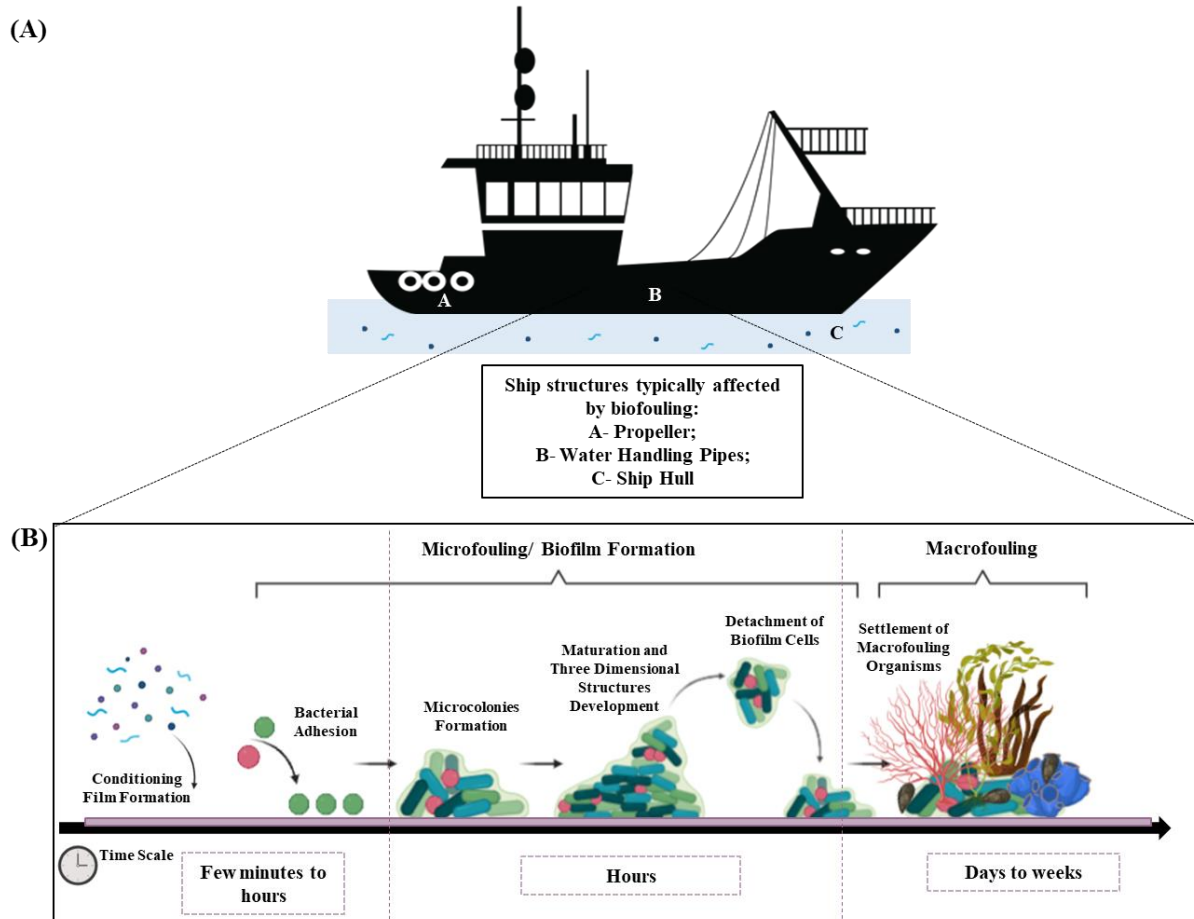 (A)
A
B
C
Ship structures typically affected
by biofouling:
A- Propeller;
B- Water Handling Pipes;
C- Ship Hull
(B)
Microfouling/ Biofilm Formation
Macrofouling
Conditioning
Film Formation
Bacterial
Adhesion
Microcolonies
Formation
Maturation and
Three Dimensional
Structures
Development
Detachment of
Biofilm Cells
Settlement of
Macrofouling
Organisms
Time Scale
Few minutes to
hours
Hours
Days to weeks